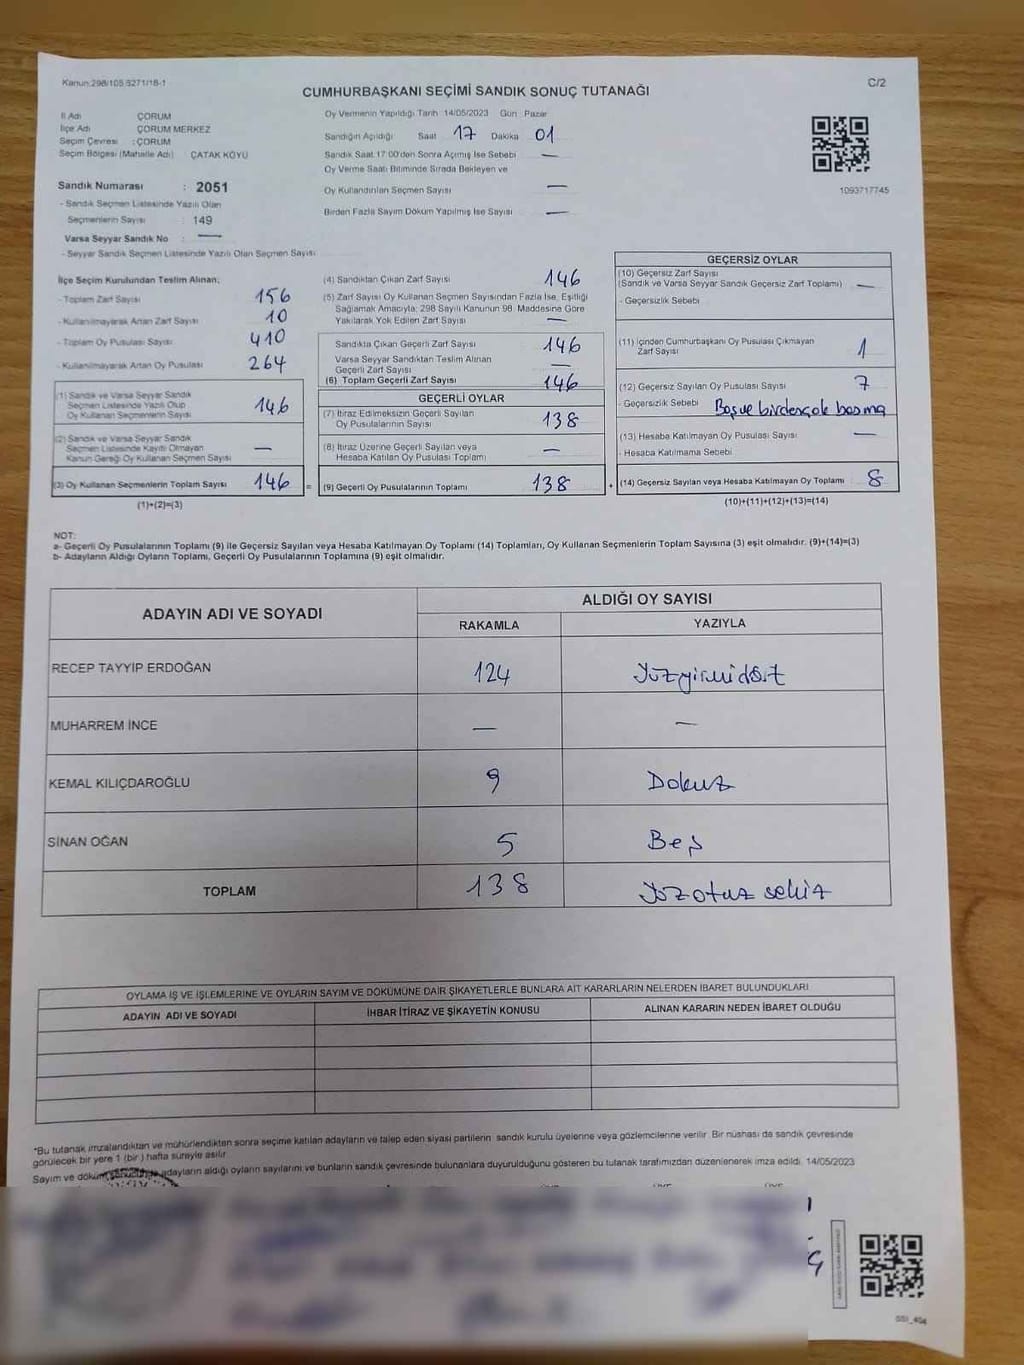 Kanun:298/105 5271/18-1
C/2
CUMHURBAŞKANI SEÇİMİ SANDIK SONUÇ TUTANAĞI
İl Adı ÇORUM
İlçe Adı ÇORUM MERKEZ
Seçim Çevresi : ÇORUM
Seçim Bölgesi (Mahalle Adı) ÇATAK KÖYÜ
Sandık Numarası : 2051
- Sandık Seçmen Listesinde Yazılı Olan
Seçmenlerin Sayısı : 149
Varsa Seyyar Sandık No : —
- Seyyar Sandık Seçmen Listesinde Yazılı Olan Seçmen Sayısı
Oy Vermenin Yapıldığı Tarih 14/05/2023 Gün : Pazar
Sandığın Açıldığı Saat 17 Dakika 01
Sandık Saat 17:00'den Sonra Açılmış İse Sebebi —
Oy Verme Saati Bitiminde Sırada Bekleyen ve
Oy Kullandırılan Seçmen Sayısı —
Birden Fazla Sayım Döküm Yapılmış İse Sayısı —
1093717745
İlçe Seçim Kurulundan Teslim Alınan;
- Toplam Zarf Sayısı 156
- Kullanılmayarak Artan Zarf Sayısı 10
- Toplam Oy Pusulası Sayısı 410
- Kullanılmayarak Artan Oy Pusulası 264
(1) Sandık ve Varsa Seyyar Sandık
Seçmen Listesinde Yazılı Olup
Oy Kullanan Seçmenlerin Sayısı 146
(2) Sandık ve Varsa Seyyar Sandık
Seçmen Listesinde Kayıtlı Olmayan
Kanun Gereği Oy Kullanan Seçmen Sayısı —
(3) Oy Kullanan Seçmenlerin Toplam Sayısı 146 =
(1)+(2)=(3)
(4) Sandıktan Çıkan Zarf Sayısı 146
(5) Zarf Sayısı Oy Kullanan Seçmen Sayısından Fazla İse, Eşitliği
Sağlamak Amacıyla; 298 Sayılı Kanunun 98. Maddesine Göre
Yakılarak Yok Edilen Zarf Sayısı —
Sandıkta Çıkan Geçerli Zarf Sayısı 146
Varsa Seyyar Sandıktan Teslim Alınan
Geçerli Zarf Sayısı —
(6) Toplam Geçerli Zarf Sayısı 146
GEÇERLİ OYLAR
(7) İtiraz Edilmeksizin Geçerli Sayılan
Oy Pusulalarının Sayısı 138
(8) İtiraz Üzerine Geçerli Sayılan veya
Hesaba Katılan Oy Pusulası Toplamı —
(9) Geçerli Oy Pusulalarının Toplamı 138 +
GEÇERSİZ OYLAR
(10) Geçersiz Zarf Sayısı
(Sandık ve Varsa Seyyar Sandık Geçersiz Zarf Toplamı) —
- Geçersizlik Sebebi
(11) İçinden Cumhurbaşkanı Oy Pusulası Çıkmayan
Zarf Sayısı 1
(12) Geçersiz Sayılan Oy Pusulası Sayısı 7
- Geçersizlik Sebebi Boş ve birden çok basma
(13) Hesaba Katılmayan Oy Pusulası Sayısı —
- Hesaba Katılmama Sebebi
(14) Geçersiz Sayılan veya Hesaba Katılmayan Oy Toplamı 8
(10)+(11)+(12)+(13)=(14)
NOT:
a- Geçerli Oy Pusulalarının Toplamı (9) ile Geçersiz Sayılan veya Hesaba Katılmayan Oy Toplamı (14) Toplamları, Oy Kullanan Seçmenlerin Toplam Sayısına (3) eşit olmalıdır. (9)+(14)=(3)
b- Adayların Aldığı Oyların Toplamı, Geçerli Oy Pusulalarının Toplamına (9) eşit olmalıdır.
ADAYIN ADI VE SOYADI
ALDIĞI OY SAYISI
RAKAMLA YAZIYLA
RECEP TAYYİP ERDOĞAN 124 Yüzyirmidört
MUHARREM İNCE — —
KEMAL KILIÇDAROĞLU 9 Dokuz
SİNAN OĞAN 5 Beş
TOPLAM 138 Yüzotuz sekiz
OYLAMA İŞ VE İŞLEMLERİNE VE OYLARIN SAYIM VE DÖKÜMÜNE DAİR ŞİKAYETLERLE BUNLARA AİT KARARLARIN NELERDEN İBARET BULUNDUKLARI
ADAYIN ADI VE SOYADI İHBAR İTİRAZ VE ŞİKAYETİN KONUSU ALINAN KARARIN NEDEN İBARET OLDUĞU
*Bu tutanak imzalandıktan ve mühürlendikten sonra seçime katılan adayların ve talep eden siyasi partilerin sandık kurulu üyelerine veya gözlemcilerine verilir. Bir nüshası da sandık çevresinde
görülecek bir yere 1 (bir) hafta süreyle asılır.
Sayım ve döküm sonucunda adayların aldığı oyların sayılarını ve bunların sandık çevresinde bulunanlara duyurulduğunu gösteren bu tutanak tarafımızdan düzenlenerek imza edildi. 14/05/2023